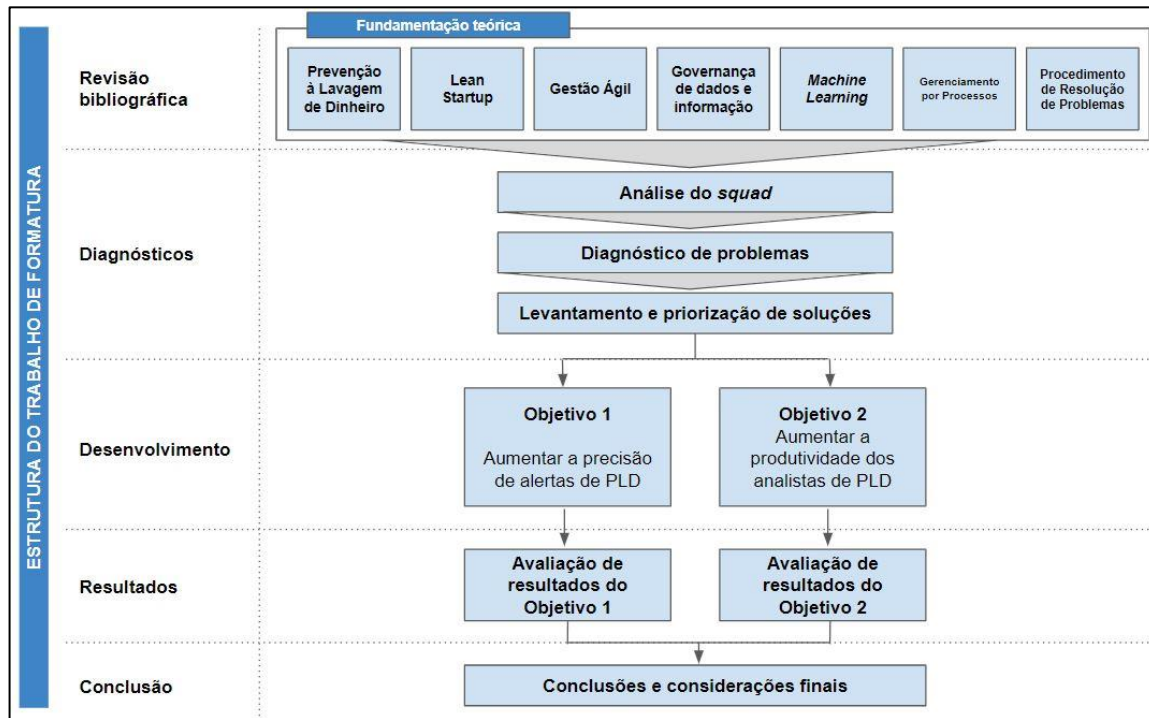 ESTRUTURA DO TRABALHO DE FORMATURA
Fundamentação teórica
Revisão
bibliográfica
Prevenção
à Lavagem
de Dinheiro
Lean
Startup
Gestão Ágil
Governança
de dados e
informação
Machine
Learning
Gerenciamento
por Processos
Procedimento
de Resolução
de Problemas
Diagnósticos
Análise do squad
Diagnóstico de problemas
Levantamento e priorização de soluções
Desenvolvimento
Objetivo 1
Aumentar a precisão
de alertas de PLD
Objetivo 2
Aumentar a
produtividade dos
analistas de PLD
Resultados
Avaliação de
resultados do
Objetivo 1
Avaliação de
resultados do
Objetivo 2
Conclusão
Conclusões e considerações finais